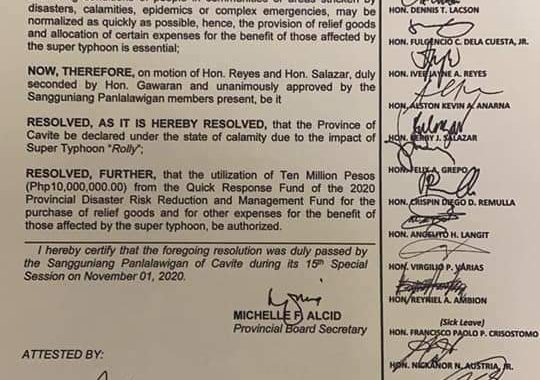 disasters, calamities, epidemics or complex emergencies, may be
normalized as quickly as possible, hence, the provision of relief goods
and allocation of certain expenses for the benefit of those affected by
the super typhoon is essential;
NOW, THEREFORE, on motion of Hon. Reyes and Hon. Salazar, duly
seconded by Hon. Gawaran and unanimously approved by the
Sangguniang Panlalawigan members present, be it
RESOLVED, AS IT IS HEREBY RESOLVED, that the Province of
Cavite be declared under the state of calamity due to the impact of
Super Typhoon "Rolly";
RESOLVED, FURTHER, that the utilization of Ten Million Pesos
(Php10,000,000.00) from the Quick Response Fund of the 2020
Provincial Disaster Risk Reduction and Management Fund for the
purchase of relief goods and for other expenses for the benefit of
those affected by the super typhoon, be authorized.
I hereby certify that the foregoing resolution was duly passed by
the Sangguniang Panlalawigan of Cavite during its 15th Special
Session on November 01, 2020.
MICHELLE F. ALCID
Provincial Board Secretary
ATTESTED BY:
HON. DENNIS T. LACSON
HON. FULGENCIO C. DELA CUESTA, JR.
HON. IVEE JAYNE A. REYES
HON. ALSTON KEVIN A. ANARNA
HON. KERBY J. SALAZAR
HON. FELIX A. GREPO
HON. CRISPIN DIEGO D. REMULLA
HON. ANGELITO H. LANGIT
HON. VIRGILIO P. VARIAS
HON. REYNIEL A. AMBION
(Sick Leave)
HON. FRANCISCO PAOLO P. CRISOSTOMO
HON. NICKANOR N. AUSTRIA, JR.